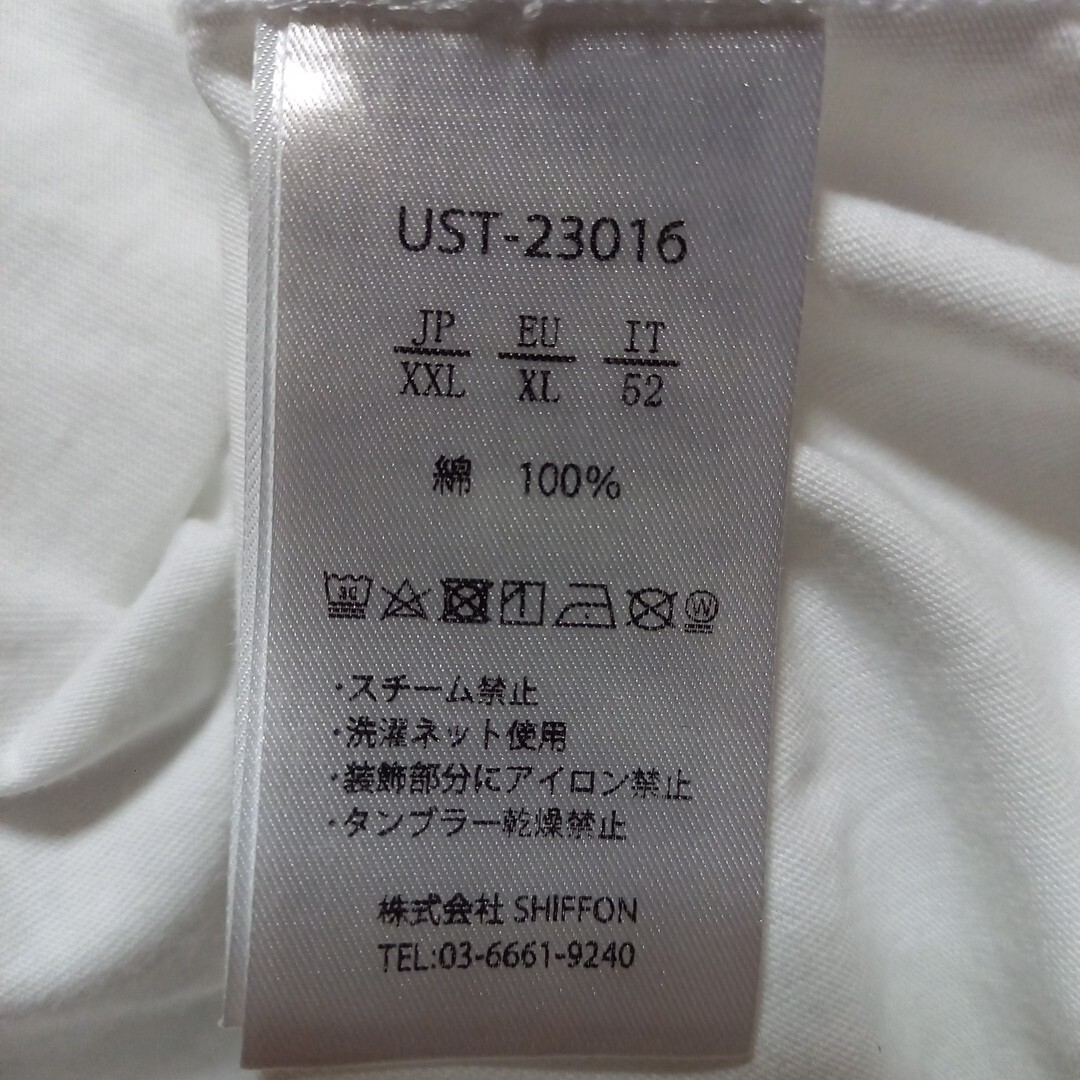 UST-23016
JP EU IT
XXL XL 52
綿 100%
30 W
・スチーム禁止
・洗濯ネット使用
・装飾部分にアイロン禁止
・タンブラー乾燥禁止
株式会社 SHIFFON
TEL:03-6661-9240